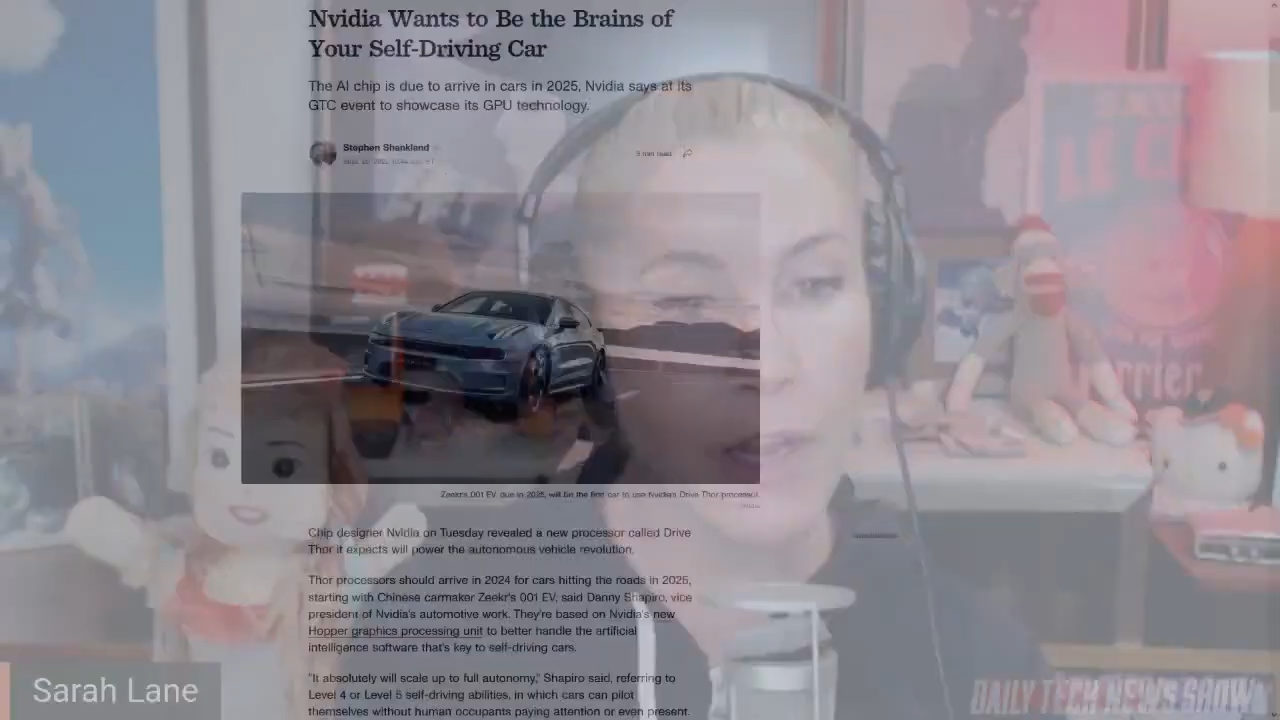 Nvidia Wants to Be the Brains of
Your Self-Driving Car
The AI chip is due to arrive in cars in 2025, Nvidia says at its
GTC event to showcase its GPU technology.
Stephen Shankland
min read
Zeekr's 001 EV, due in 2025, will be the first car to use Nvidia's Drive Thor processor.
Chip designer Nvidia on Tuesday revealed a new processor called Drive
Thor it expects will power the autonomous vehicle revolution.
Thor processors should arrive in 2024 for cars hitting the roads in 2025,
starting with Chinese carmaker Zeekr's 001 EV, said Danny Shapiro, vice
president of Nvidia's automotive work. They're based on Nvidia's new
Hopper graphics processing unit to better handle the artificial
intelligence software that's key to self-driving cars.
"It absolutely will scale up to full autonomy," Shapiro said, referring to
Level 4 or Level 5 self-driving abilities, in which cars can pilot
themselves without human occupants paying attention or even present.
Sarah Lane
DAILY TECH NEWS SHOW